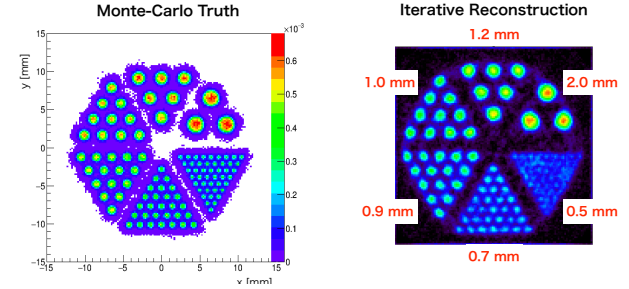 Monte-Carlo Truth
Iterative Reconstruction
×10⁻³
y [mm]
15
10
5
0
−5
−10
−15
−15 −10 −5 0 5 10 15
x [mm]
0.6
0.5
0.4
0.3
0.2
0.1
0
1.2 mm
1.0 mm
2.0 mm
0.9 mm
0.5 mm
0.7 mm